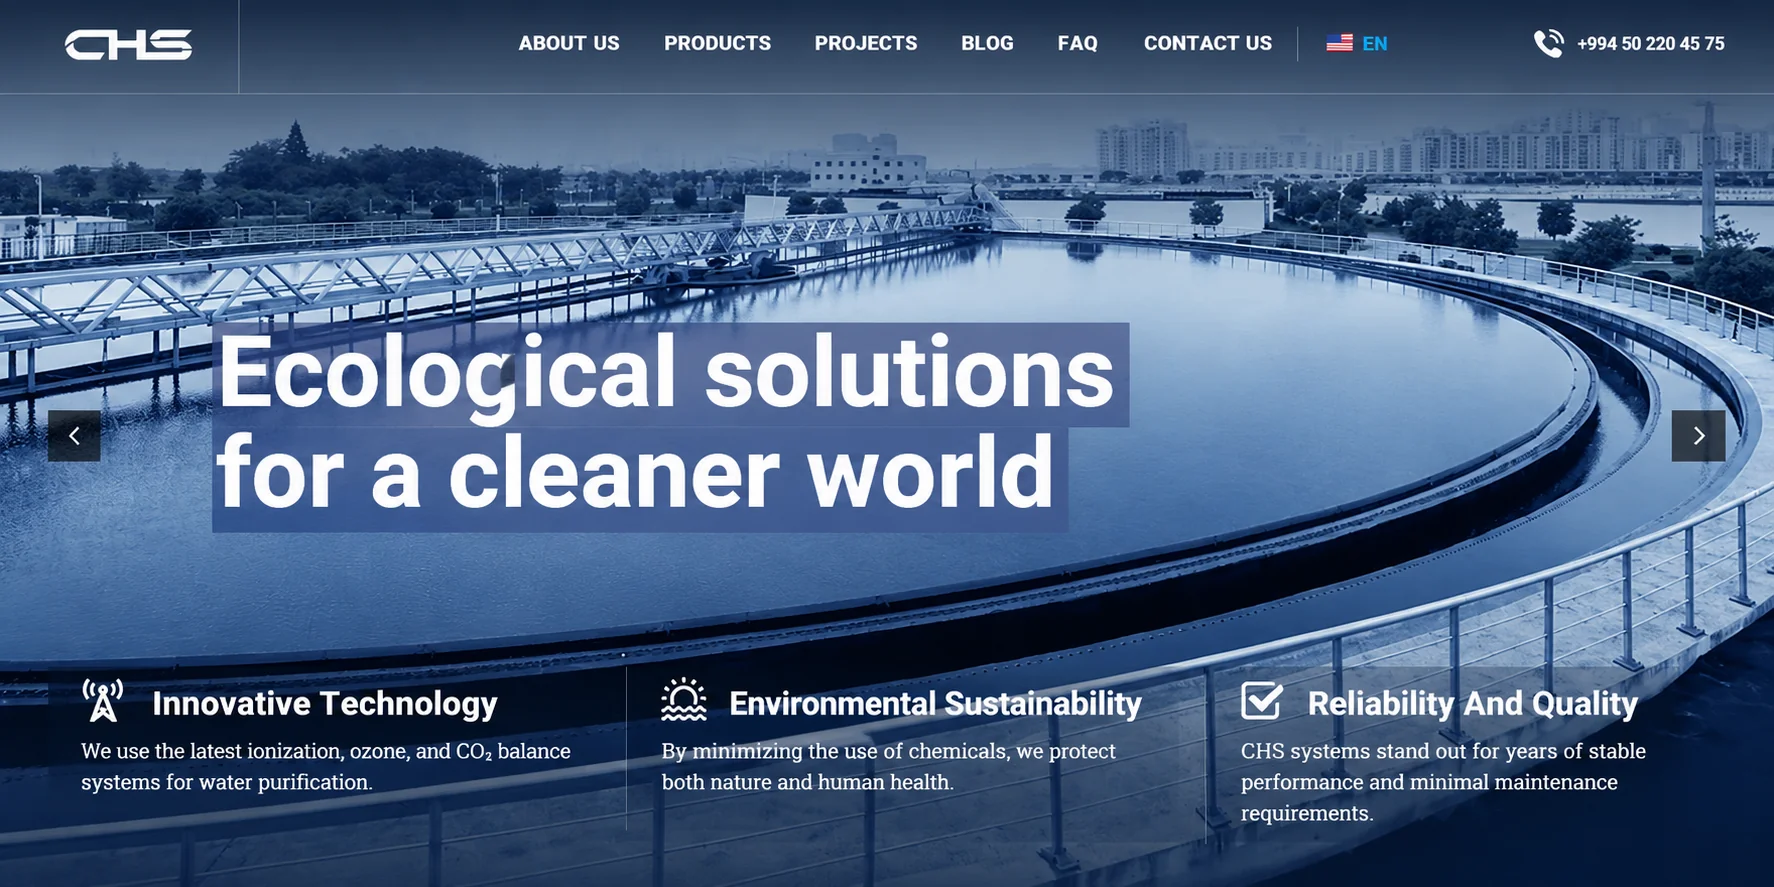 CHS
ABOUT US
PRODUCTS
PROJECTS
BLOG
FAQ
CONTACT US
EN
+994 50 220 45 75
Ecological solutions
for a cleaner world
Innovative Technology
We use the latest ionization, ozone, and CO₂ balance
systems for water purification.
Environmental Sustainability
By minimizing the use of chemicals, we protect
both nature and human health.
Reliability And Quality
CHS systems stand out for years of stable
performance and minimal maintenance
requirements.